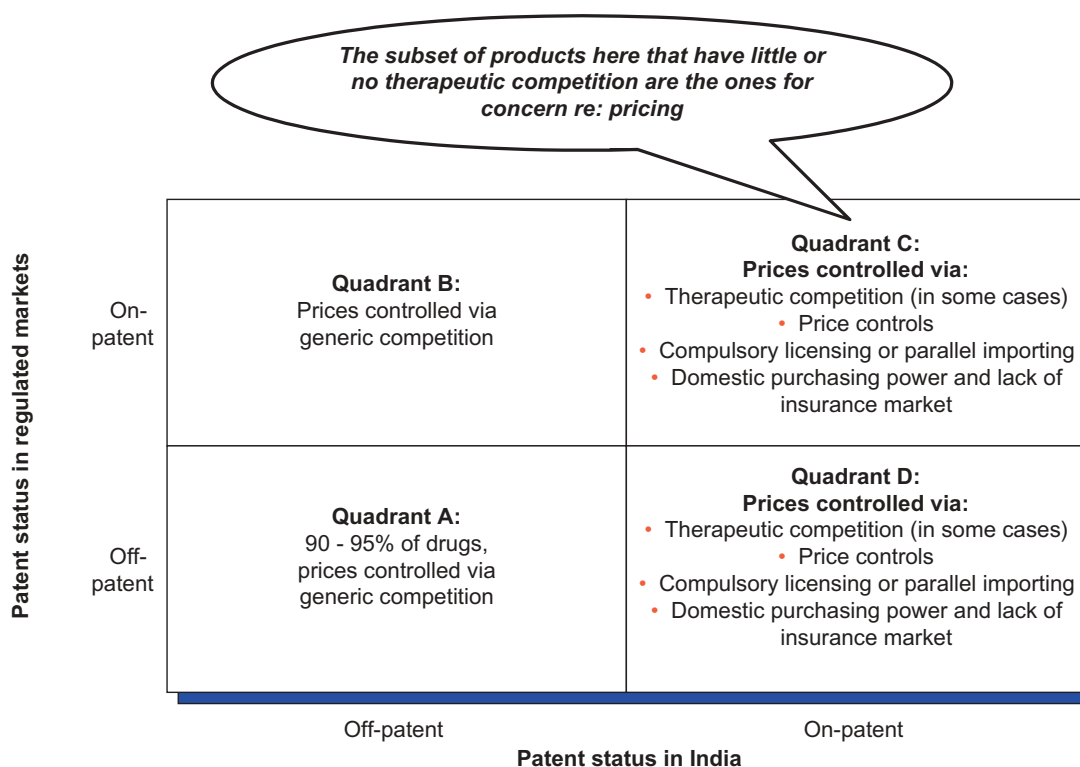 The subset of products here that have little or
no therapeutic competition are the ones for
concern re: pricing
Patent status in regulated markets
On-
patent
Quadrant B:
Prices controlled via
generic competition
Quadrant C:
Prices controlled via:
• Therapeutic competition (in some cases)
• Price controls
• Compulsory licensing or parallel importing
• Domestic purchasing power and lack of
insurance market
Off-
patent
Quadrant A:
90 - 95% of drugs,
prices controlled via
generic competition
Quadrant D:
Prices controlled via:
• Therapeutic competition (in some cases)
• Price controls
• Compulsory licensing or parallel importing
• Domestic purchasing power and lack of
insurance market
Off-patent
On-patent
Patent status in India